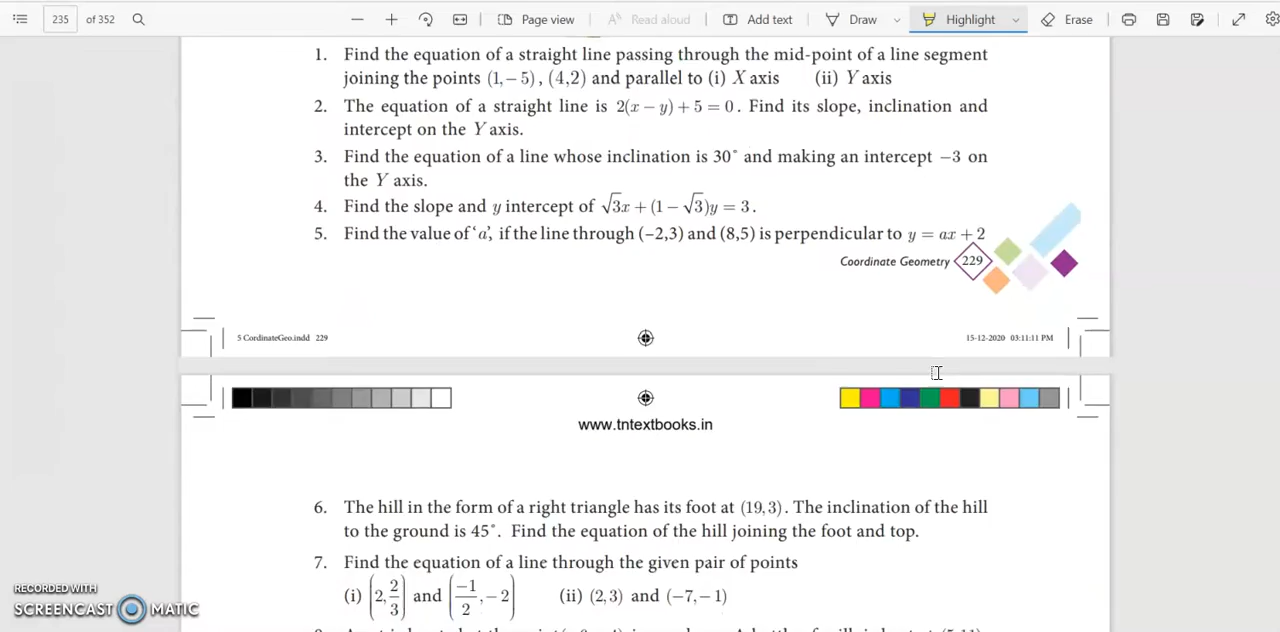 235 of 352 Page view Read aloud Add text Draw Highlight Erase
1. Find the equation of a straight line passing through the mid-point of a line segment
joining the points (1,−5), (4,2) and parallel to (i) X axis (ii) Y axis
2. The equation of a straight line is 2(x − y) + 5 = 0. Find its slope, inclination and
intercept on the Y axis.
3. Find the equation of a line whose inclination is 30˚ and making an intercept −3 on
the Y axis.
4. Find the slope and y intercept of √3x + (1 − √3)y = 3.
5. Find the value of ‘a’, if the line through (−2,3) and (8,5) is perpendicular to y = ax + 2
Coordinate Geometry 229
5 CordinateGeo.indd 229 15-12-2020 03:11:11 PM
www.tntextbooks.in
6. The hill in the form of a right triangle has its foot at (19,3). The inclination of the hill
to the ground is 45˚. Find the equation of the hill joining the foot and top.
7. Find the equation of a line through the given pair of points
(i) (2, 2/3) and (−1/2, −2) (ii) (2,3) and (−7,−1)
RECORDED WITH
SCREENCAST MATIC